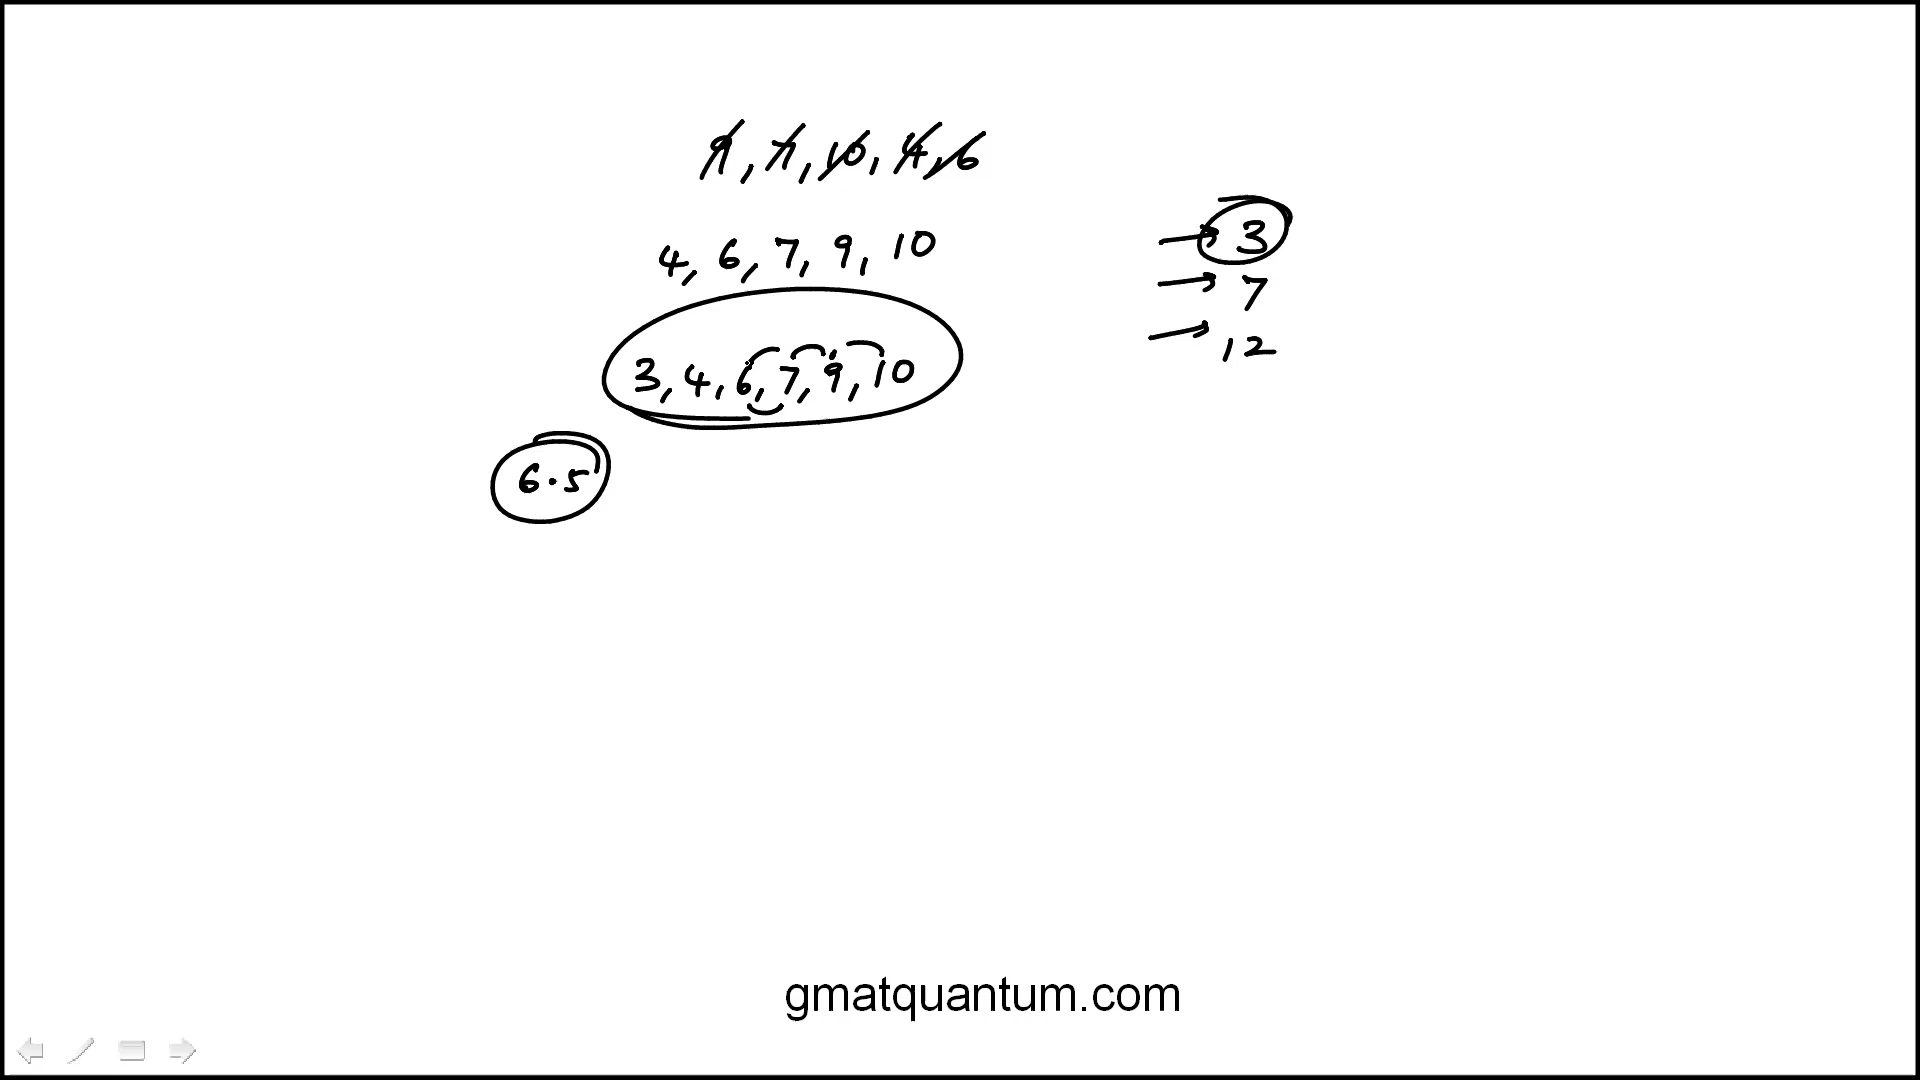 9, 7, 10, 4, 6
4, 6, 7, 9, 10
3, 4, 6, 7, 9, 10
6.5
3
7
12
gmatquantum.com